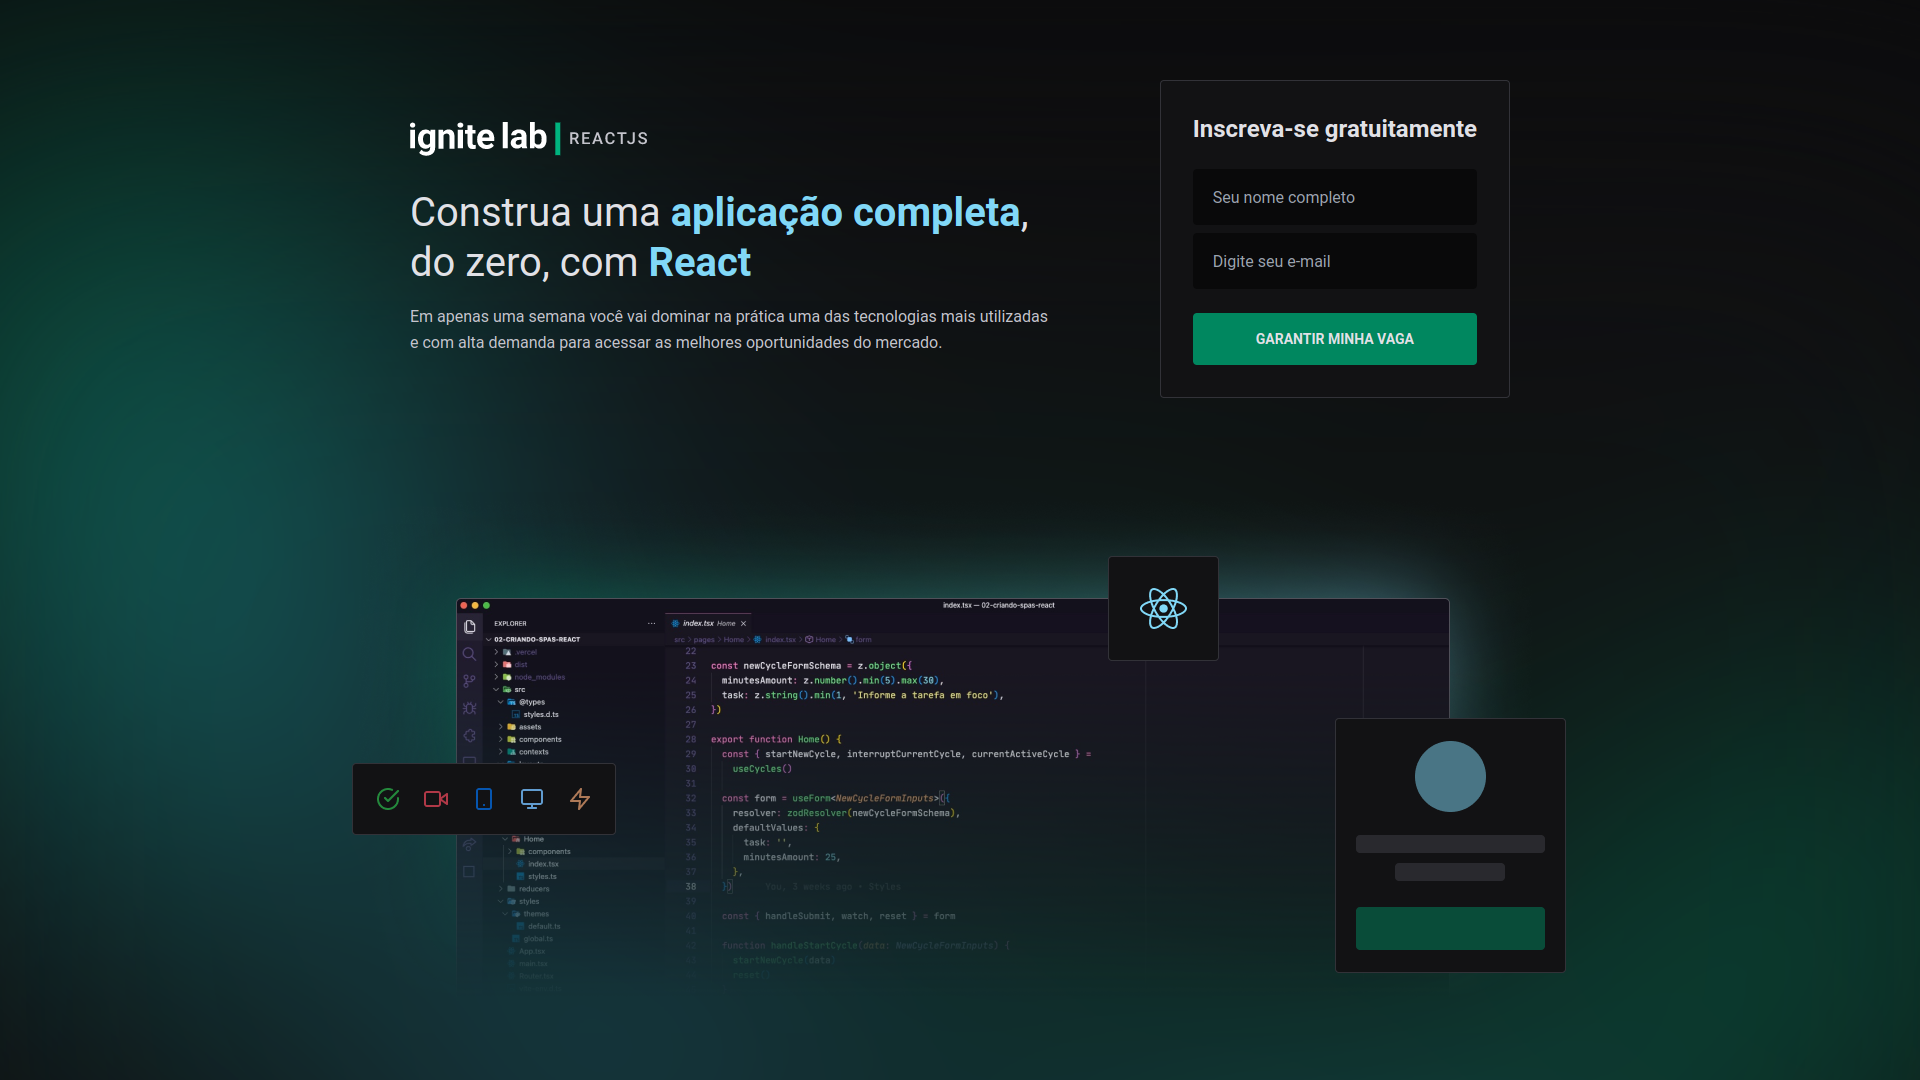 ignite lab REACTJS
Construa uma aplicação completa,
do zero, com React
Em apenas uma semana você vai dominar na prática uma das tecnologias mais utilizadas
e com alta demanda para acessar as melhores oportunidades do mercado.
Inscreva-se gratuitamente
Seu nome completo
Digite seu e-mail
GARANTIR MINHA VAGA
index.tsx — 02-criando-spas-react
EXPLORER ···
02-CRIANDO-SPAS-REACT
.vercel
dist
node_modules
src
@types
styles.d.ts
assets
components
contexts
Home
components
index.tsx
styles.ts
reducers
styles
themes
default.ts
global.ts
App.tsx
main.tsx
Router.tsx
index.tsx Home ×
src > pages > Home > index.tsx > Home > form
22
23 const newCycleFormSchema = z.object({
24 minutesAmount: z.number().min(5).max(30),
25 task: z.string().min(1, 'Informe a tarefa em foco'),
26 })
27
28 export function Home() {
29 const { startNewCycle, interruptCurrentCycle, currentActiveCycle } =
30 useCycles()
31
32 const form = useForm<NewCycleFormInputs>({
33 resolver: zodResolver(newCycleFormSchema),
34 defaultValues: {
35 task: '',
36 minutesAmount: 25,
37 },
38 }) You, 3 weeks ago • Styles
39
40 const { handleSubmit, watch, reset } = form
41
42 function handleStartCycle(data: NewCycleFormInputs) {
startNewCycle(data)
reset()